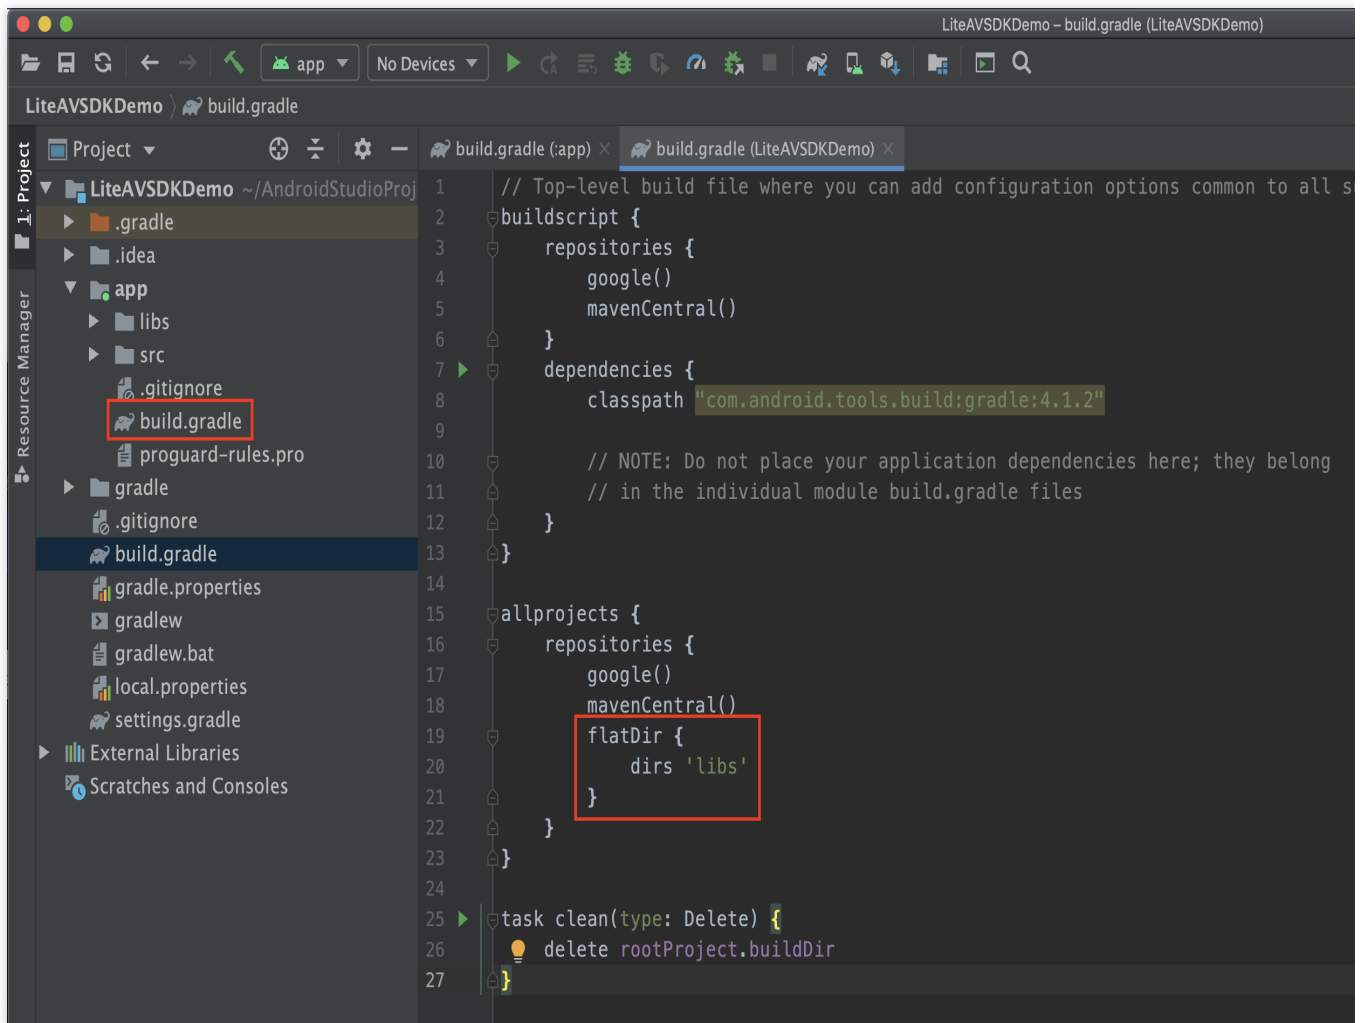 LiteAVSDKDemo – build.gradle (LiteAVSDKDemo)
app
No Devices
LiteAVSDKDemo
build.gradle
1: Project
Resource Manager
Project
LiteAVSDKDemo ~/AndroidStudioProj
.gradle
.idea
app
libs
src
.gitignore
build.gradle
proguard-rules.pro
gradle
.gitignore
build.gradle
gradle.properties
gradlew
gradlew.bat
local.properties
settings.gradle
External Libraries
Scratches and Consoles
build.gradle (:app)
build.gradle (LiteAVSDKDemo)
1 // Top-level build file where you can add configuration options common to all
2 buildscript {
3 repositories {
4 google()
5 mavenCentral()
6 }
7 dependencies {
8 classpath "com.android.tools.build:gradle:4.1.2"
9
10 // NOTE: Do not place your application dependencies here; they belong
11 // in the individual module build.gradle files
12 }
13 }
14
15 allprojects {
16 repositories {
17 google()
18 mavenCentral()
19 flatDir {
20 dirs 'libs'
21 }
22 }
23 }
24
25 task clean(type: Delete) {
26 delete rootProject.buildDir
27 }